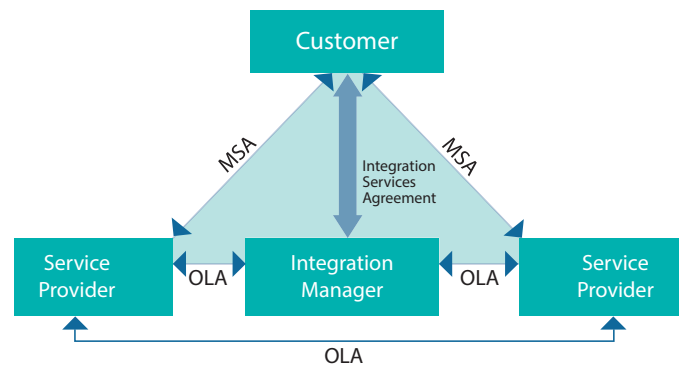 Customer
MSA
MSA
Integration
Services
Agreement
Service
Provider
OLA
Integration
Manager
OLA
Service
Provider
OLA